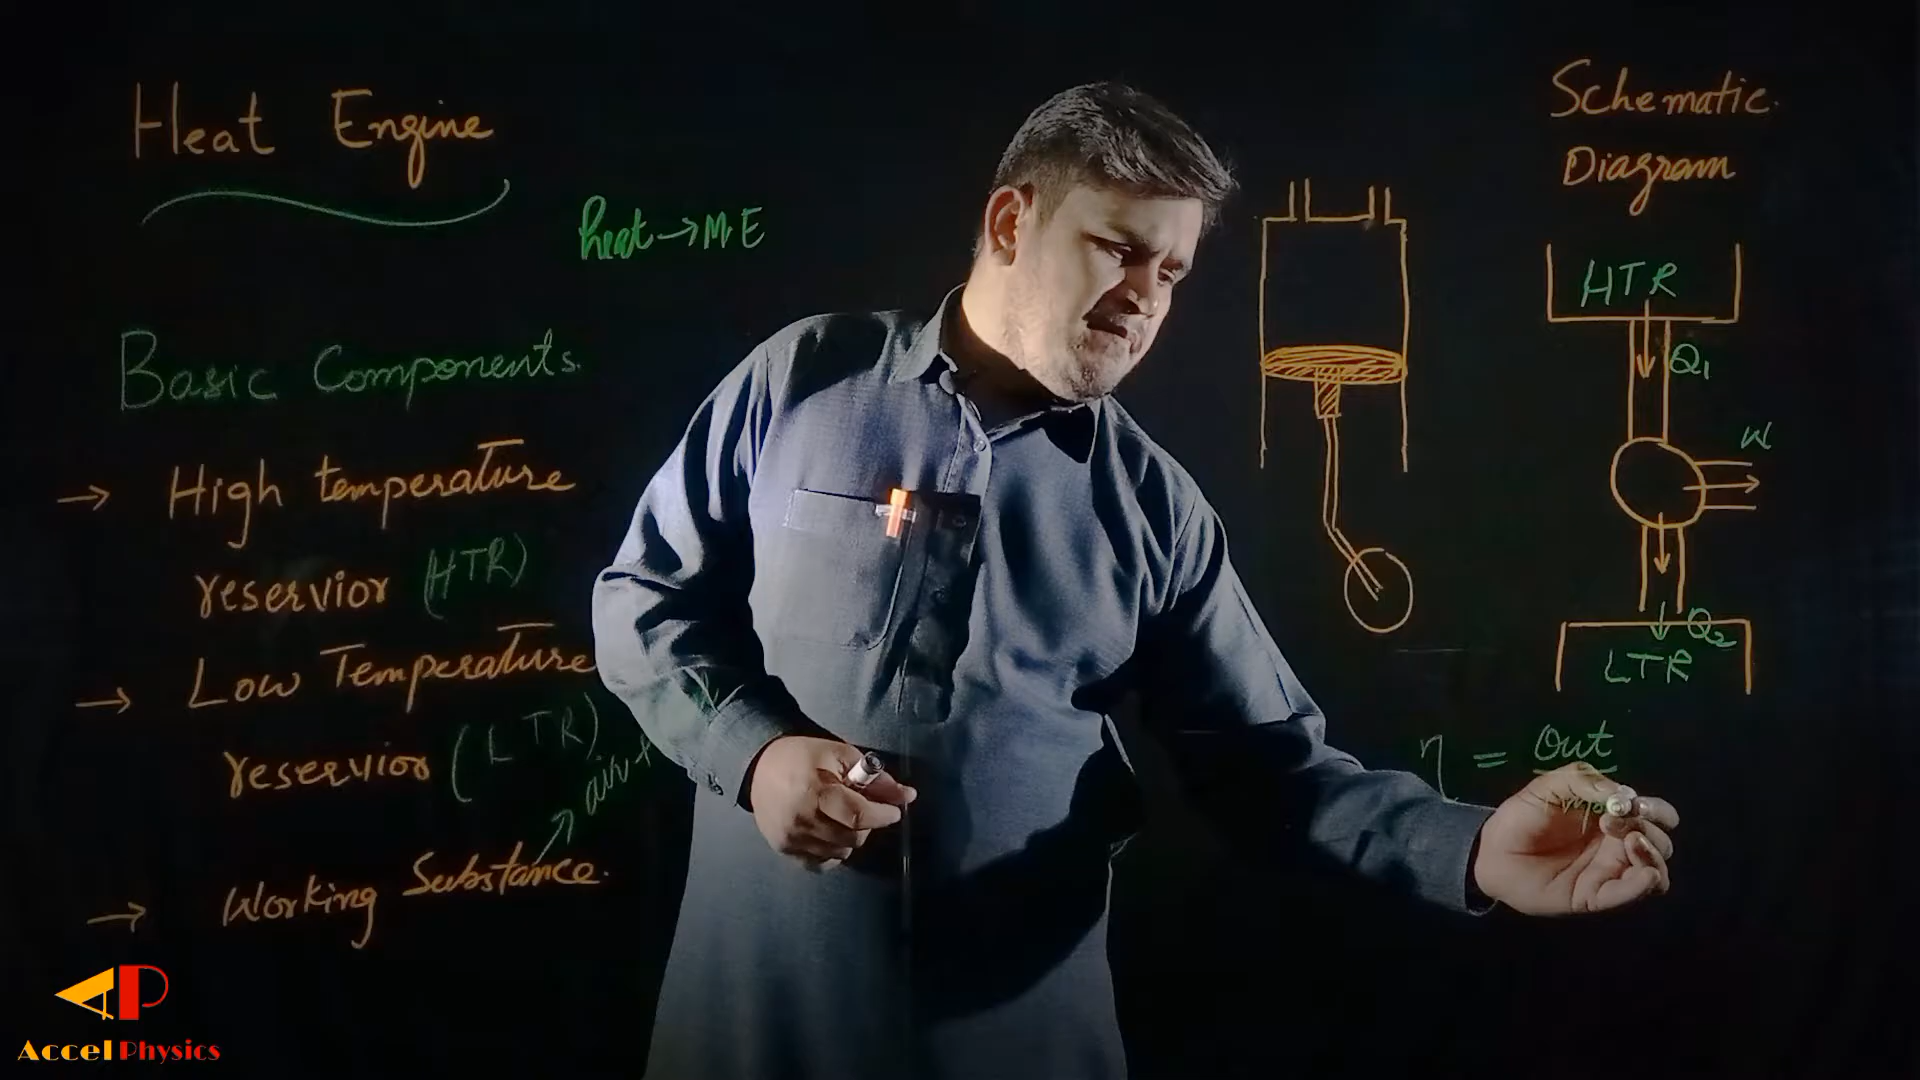 Heat Engine
heat → M.E
Basic Components.
→ High temperature
reservior (HTR)
→ Low Temperature
reservior (LTR)
air +
→ Working Substance.
Schematic
Diagram
HTR
Q1
W
Q2
LTR
η = Out
Accel Physics